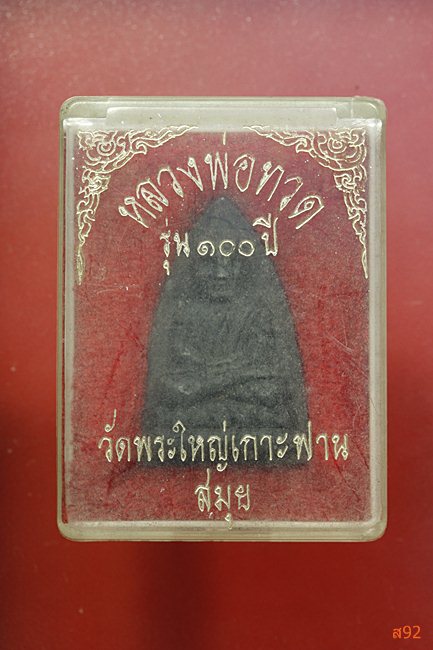 หลวงพ่อทวด
รุ่น ๑๐๐ ปี
วัดพระใหญ่เกาะฟาน
สมุย
ส92